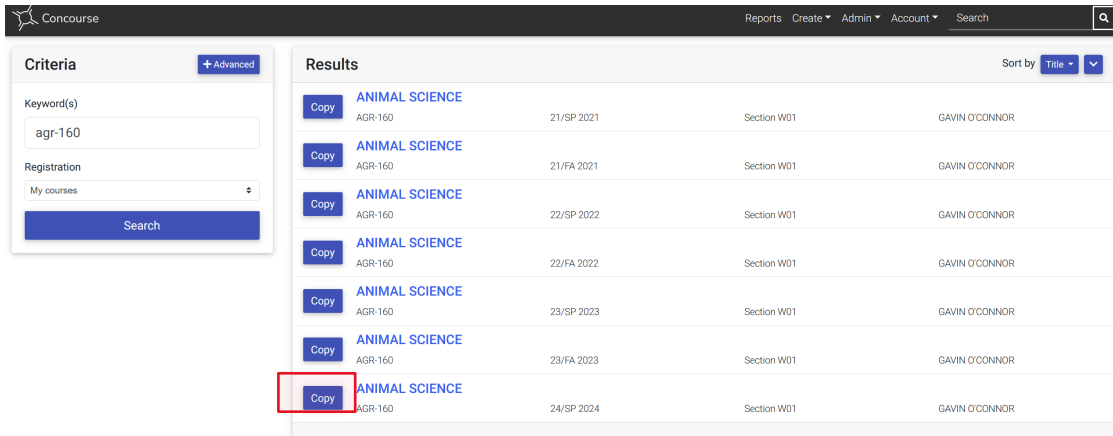 Concourse Reports Create Admin Account Search
Criteria + Advanced
Keyword(s)
agr-160
Registration
My courses
Search
Results Sort by Title
Copy ANIMAL SCIENCE
AGR-160 21/SP 2021 Section W01 GAVIN O'CONNOR
Copy ANIMAL SCIENCE
AGR-160 21/FA 2021 Section W01 GAVIN O'CONNOR
Copy ANIMAL SCIENCE
AGR-160 22/SP 2022 Section W01 GAVIN O'CONNOR
Copy ANIMAL SCIENCE
AGR-160 22/FA 2022 Section W01 GAVIN O'CONNOR
Copy ANIMAL SCIENCE
AGR-160 23/SP 2023 Section W01 GAVIN O'CONNOR
Copy ANIMAL SCIENCE
AGR-160 23/FA 2023 Section W01 GAVIN O'CONNOR
Copy ANIMAL SCIENCE
AGR-160 24/SP 2024 Section W01 GAVIN O'CONNOR